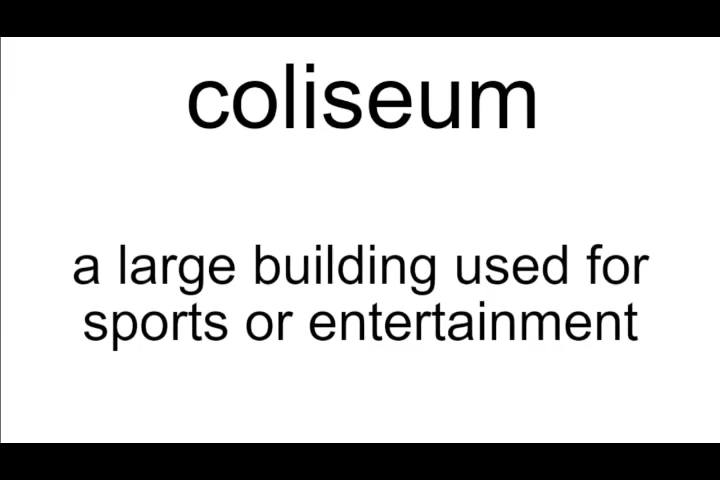 coliseum
a large building used for
sports or entertainment